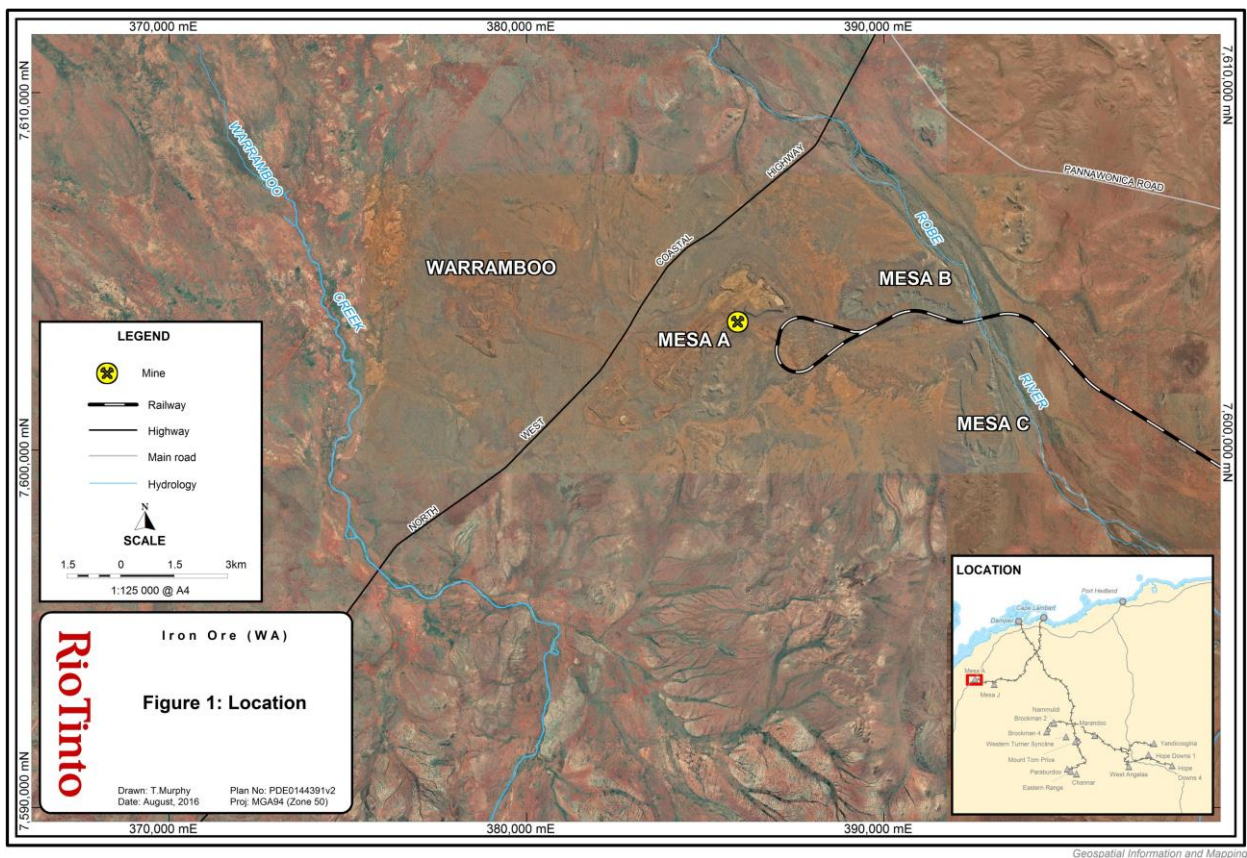 370,000 mE
380,000 mE
390,000 mE
7,610,000 mN
7,610,000 mN
WARRAMBOO
CREEK
HIGHWAY
PANNAWONICA ROAD
ROBE
COASTAL
WARRAMBOO
MESA B
MESA A
RIVER
MESA C
WEST
NORTH
7,600,000 mN
7,600,000 mN
LEGEND
Mine
Railway
Highway
Main road
Hydrology
N
SCALE
1.5 0 1.5 3km
1:125 000 @ A4
RioTinto
Iron Ore (WA)
Figure 1: Location
Drawn: T.Murphy Plan No: PDE0144391v2
Date: August, 2016 Proj: MGA94 (Zone 50)
LOCATION
Port Hedland
Cape Lambert
Dampier
Mesa A
Mesa J
Nammuldi
Brockman 2
Marandoo
Brockman 4
Western Turner Syncline
Yandicoogina
Hope Downs 1
Mount Tom Price
Paraburdoo
West Angelas
Hope
Downs 4
Channar
Eastern Range
7,590,000 mN
7,590,000 mN
370,000 mE
380,000 mE
390,000 mE
Geospatial Information and Mapping